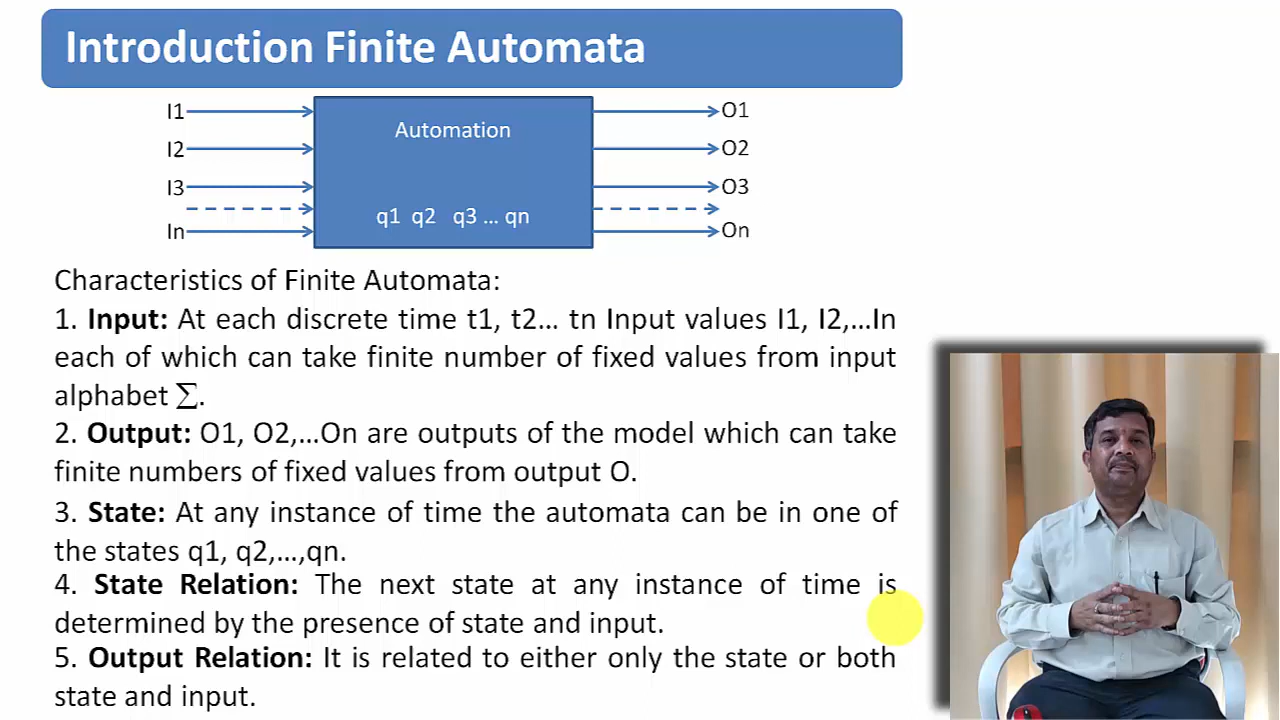 Introduction Finite Automata
I1
O1
Automation
I2
O2
I3
O3
q1 q2 q3 ... qn
In
On
Characteristics of Finite Automata:
1. Input: At each discrete time t1, t2... tn Input values I1, I2,...In
each of which can take finite number of fixed values from input
alphabet ∑.
2. Output: O1, O2,...On are outputs of the model which can take
finite numbers of fixed values from output O.
3. State: At any instance of time the automata can be in one of
the states q1, q2,...,qn.
4. State Relation: The next state at any instance of time is
determined by the presence of state and input.
5. Output Relation: It is related to either only the state or both
state and input.